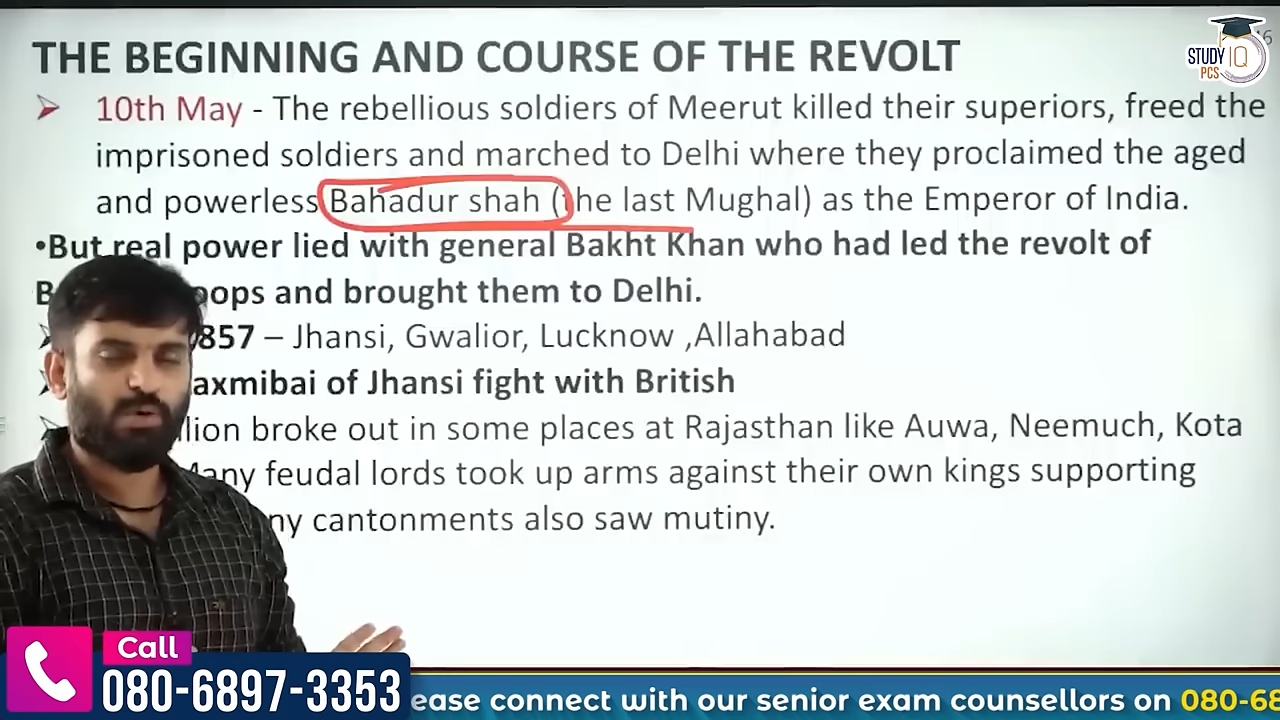 THE BEGINNING AND COURSE OF THE REVOLT
STUDY IQ
PCS
10th May - The rebellious soldiers of Meerut killed their superiors, freed the
imprisoned soldiers and marched to Delhi where they proclaimed the aged
and powerless Bahadur shah (the last Mughal) as the Emperor of India.
•But real power lied with general Bakht Khan who had led the revolt of
and brought them to Delhi.
857 – Jhansi, Gwalior, Lucknow ,Allahabad
axmibai of Jhansi fight with British
lion broke out in some places at Rajasthan like Auwa, Neemuch, Kota
Many feudal lords took up arms against their own kings supporting
ny cantonments also saw mutiny.
Call
080-6897-3353
ease connect with our senior exam counsellors on 080-68